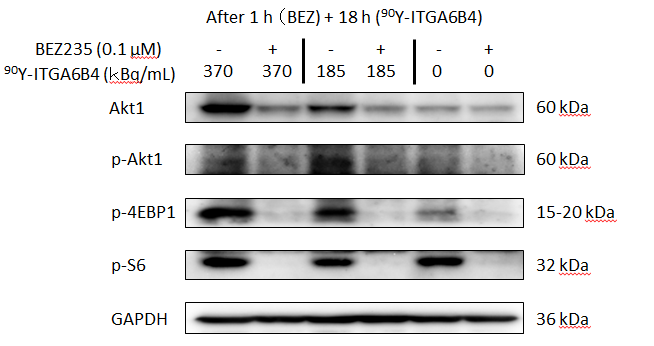 After 1 h (BEZ) + 18 h (⁹⁰Y-ITGA6B4)
BEZ235 (0.1 µM) - + - + - +
⁹⁰Y-ITGA6B4 (kBq/mL) 370 370 185 185 0 0
Akt1 60 kDa
p-Akt1 60 kDa
p-4EBP1 15-20 kDa
p-S6 32 kDa
GAPDH 36 kDa